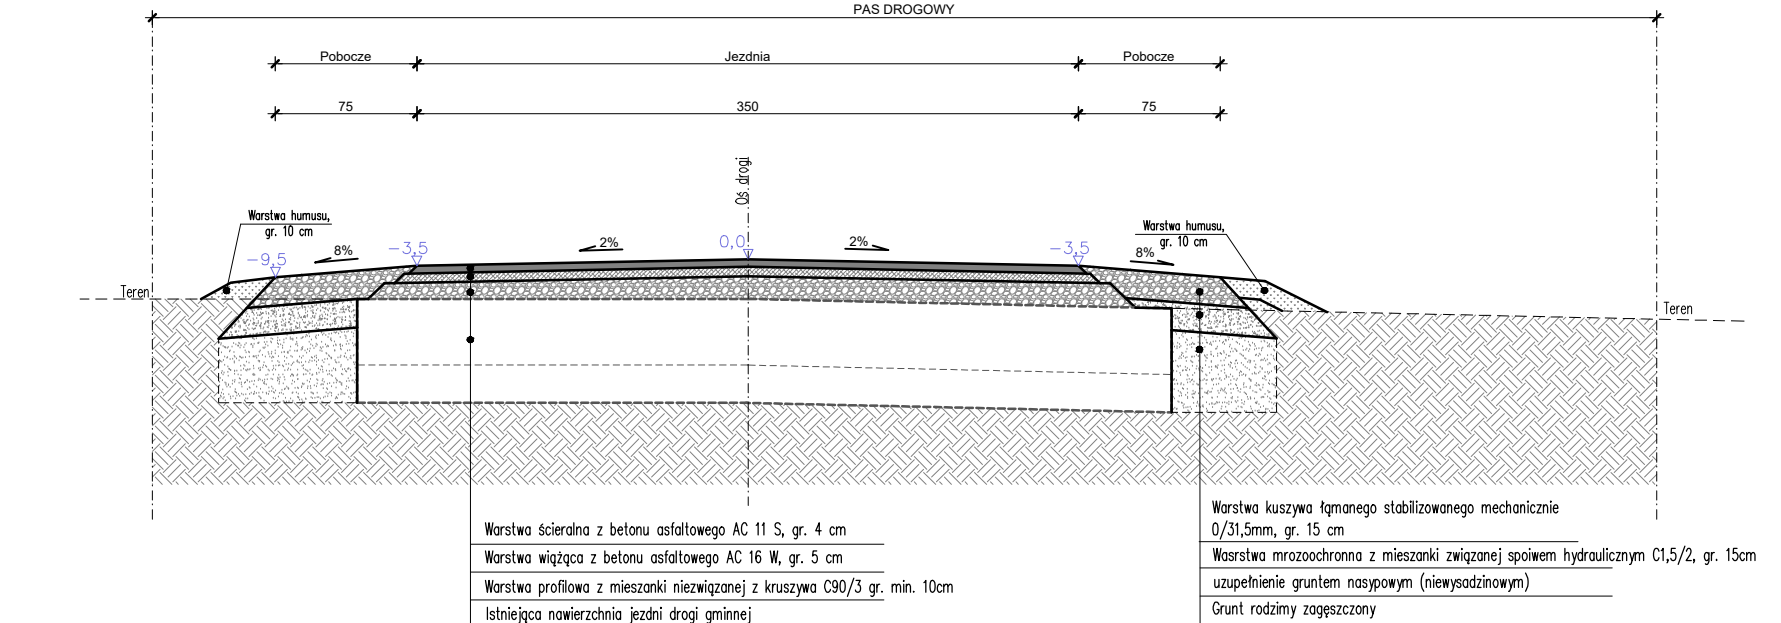 PAS DROGOWY
Pobocze
Jezdnia
Pobocze
75
350
75
Oś drogi
Warstwa humusu,
gr. 10 cm
Warstwa humusu,
gr. 10 cm
8%
-3,5
2%
0,0
2%
-3,5
8%
-9,5
Teren
Teren
Warstwa ścieralna z betonu asfaltowego AC 11 S, gr. 4 cm
Warstwa wiążąca z betonu asfaltowego AC 16 W, gr. 5 cm
Warstwa profilowa z mieszanki niezwiązanej z kruszywa C90/3 gr. min. 10cm
Istniejąca nawierzchnia jezdni drogi gminnej
Warstwa kuszywa łąmanego stabilizowanego mechanicznie
0/31,5mm, gr. 15 cm
Wasrstwa mrozoochronna z mieszanki związanej spoiwem hydraulicznym C1,5/2, gr. 15cm
uzupełnienie gruntem nasypowym (niewysadzinowym)
Grunt rodzimy zagęszczony